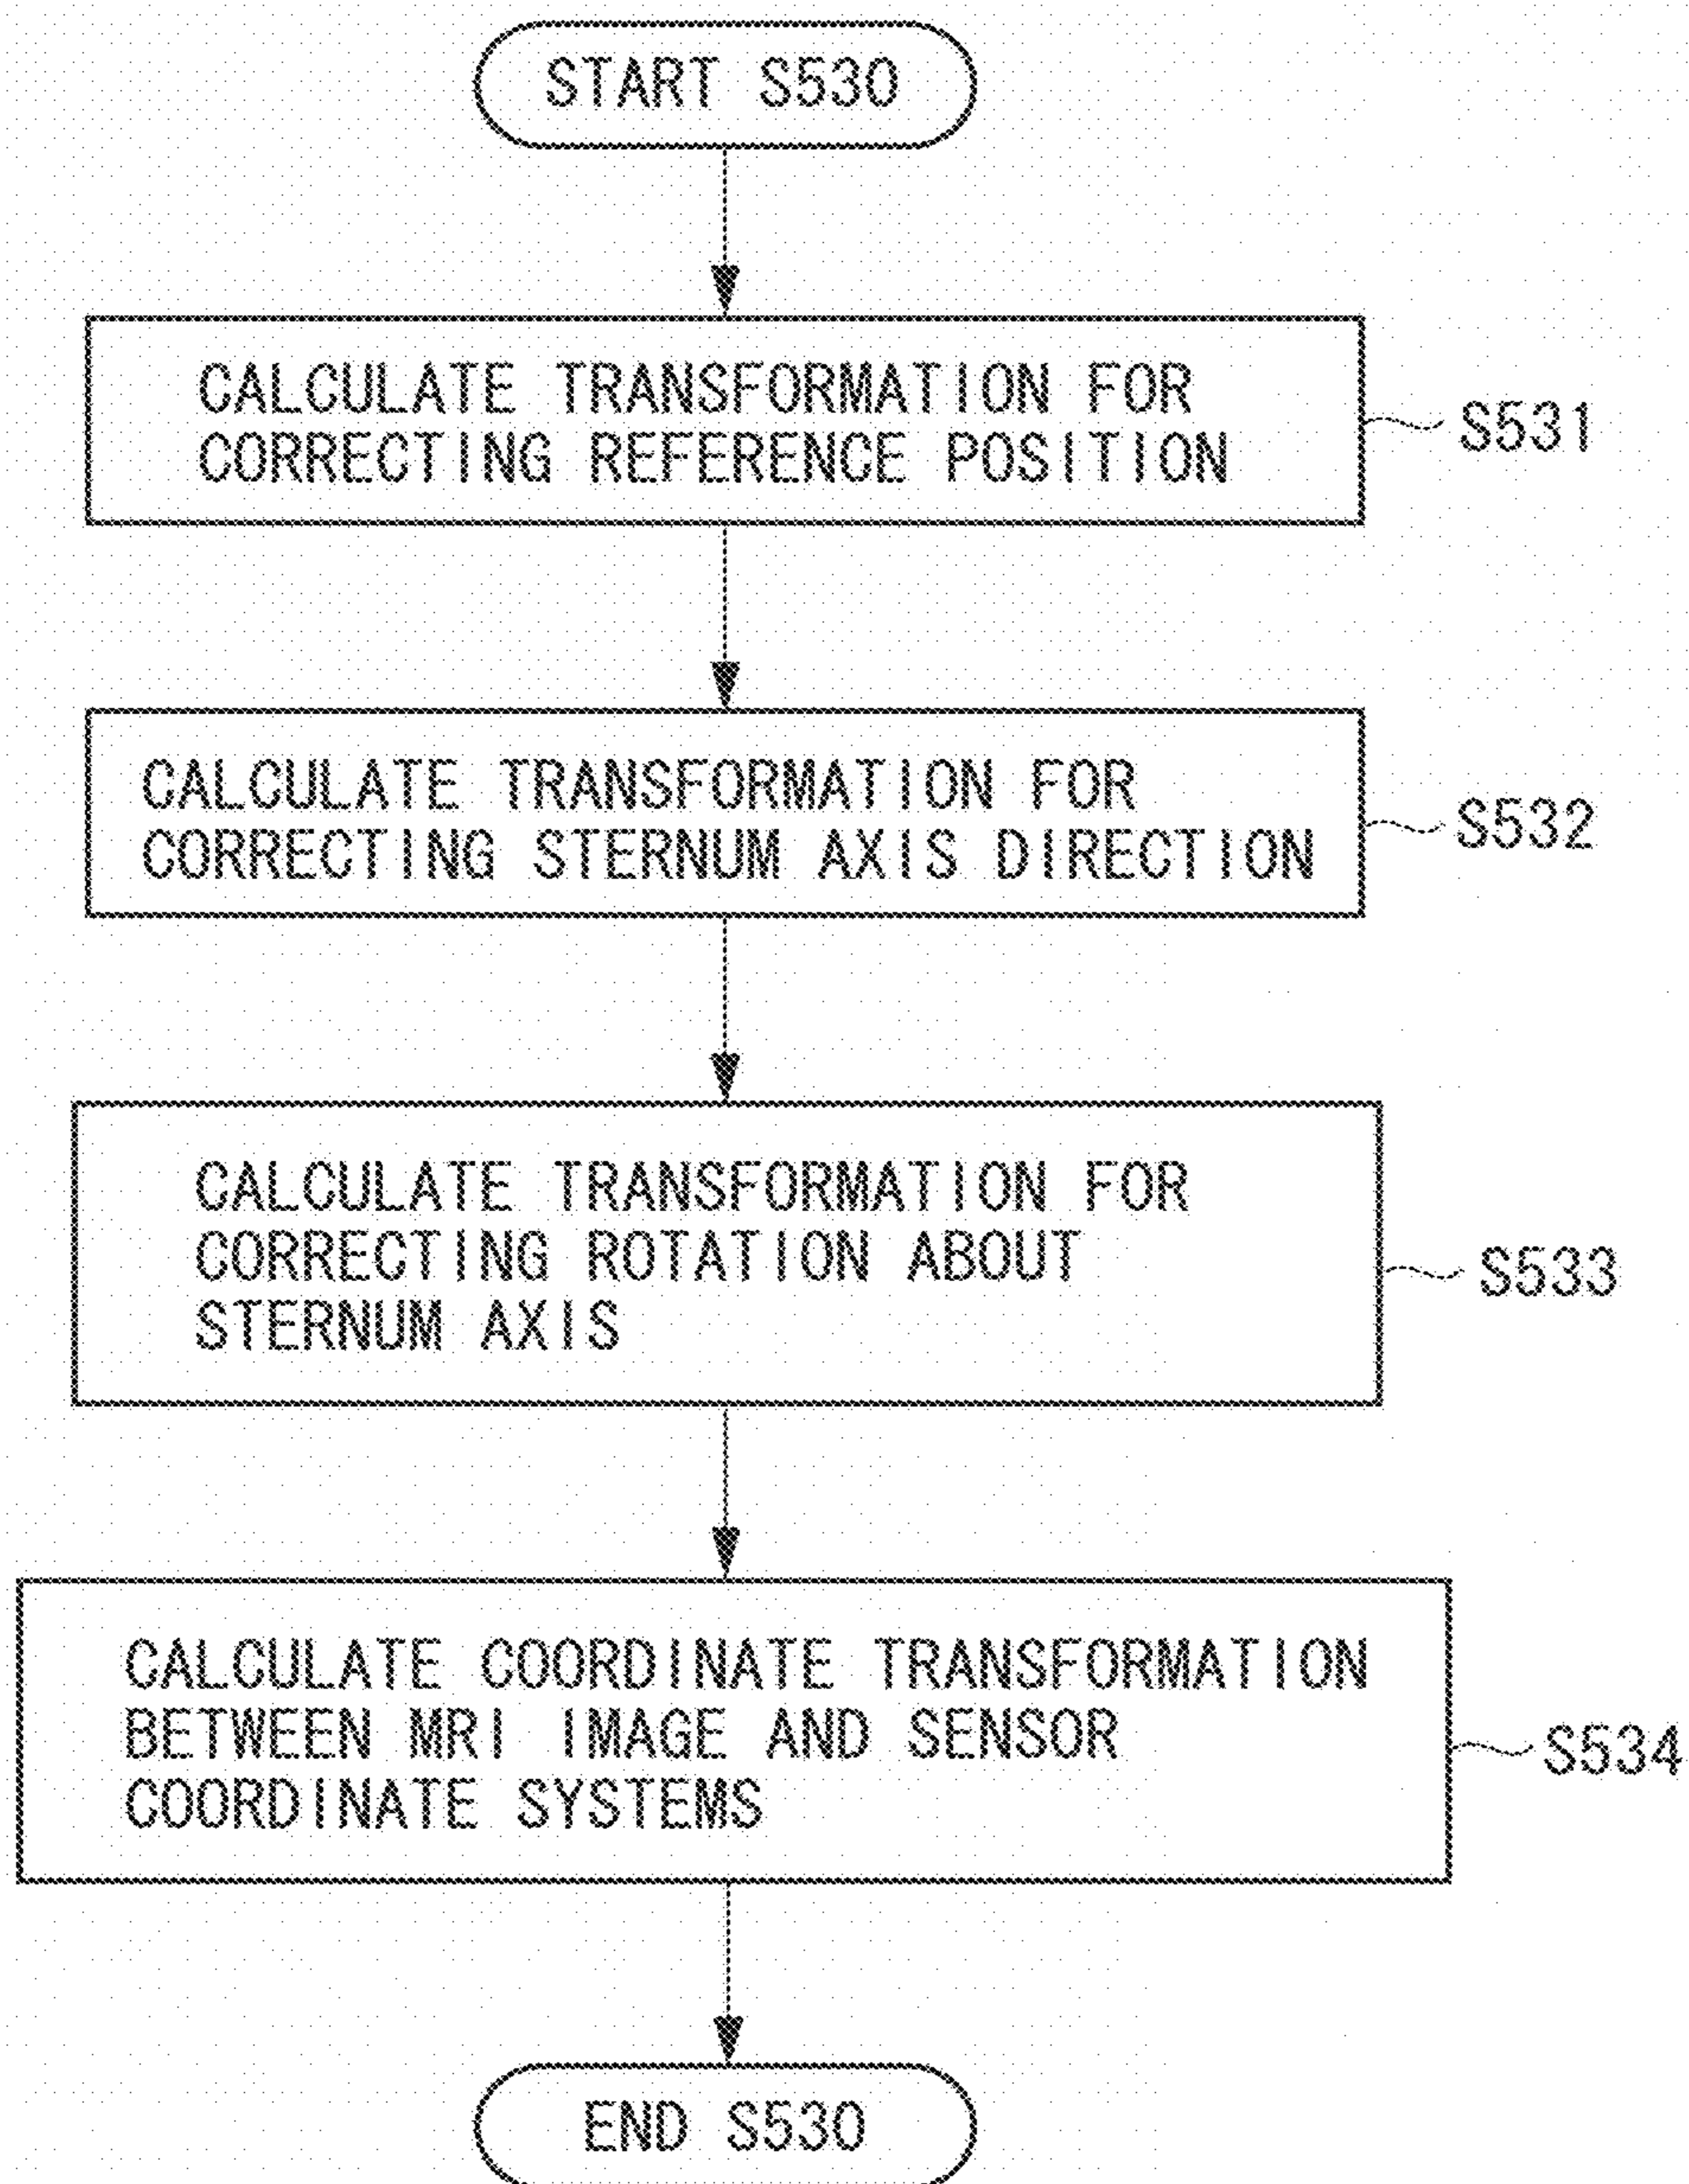 START S530
CALCULATE TRANSFORMATION FOR
CORRECTING REFERENCE POSITION
S531
CALCULATE TRANSFORMATION FOR
CORRECTING STERNUM AXIS DIRECTION
S532
CALCULATE TRANSFORMATION FOR
CORRECTING ROTATION ABOUT
STERNUM AXIS
S533
CALCULATE COORDINATE TRANSFORMATION
BETWEEN MRI IMAGE AND SENSOR
COORDINATE SYSTEMS
S534
END S530